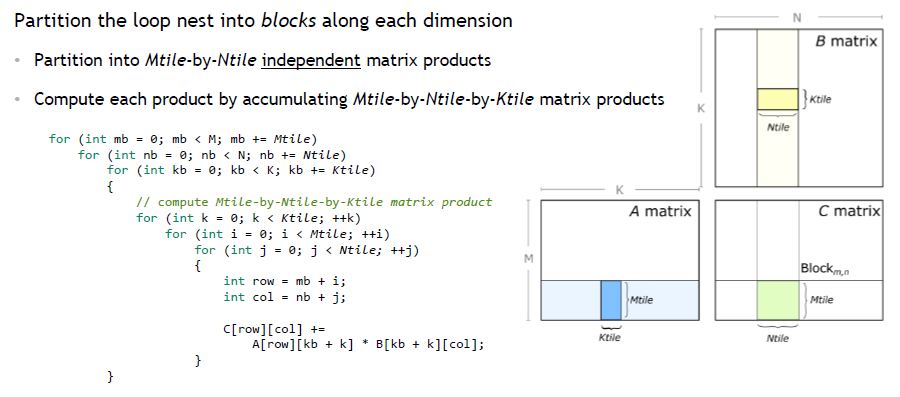 Partition the loop nest into blocks along each dimension
• Partition into Mtile-by-Ntile independent matrix products
• Compute each product by accumulating Mtile-by-Ntile-by-Ktile matrix products
for (int mb = 0; mb < M; mb += Mtile)
for (int nb = 0; nb < N; nb += Ntile)
for (int kb = 0; kb < K; kb += Ktile)
{
// compute Mtile-by-Ntile-by-Ktile matrix product
for (int k = 0; k < Ktile; ++k)
for (int i = 0; i < Mtile; ++i)
for (int j = 0; j < Ntile; ++j)
{
int row = mb + i;
int col = nb + j;
C[row][col] +=
A[row][kb + k] * B[kb + k][col];
}
}
N
B matrix
K
Ktile
Ntile
K
A matrix
M
Mtile
Ktile
C matrix
Blockm,n
Mtile
Ntile